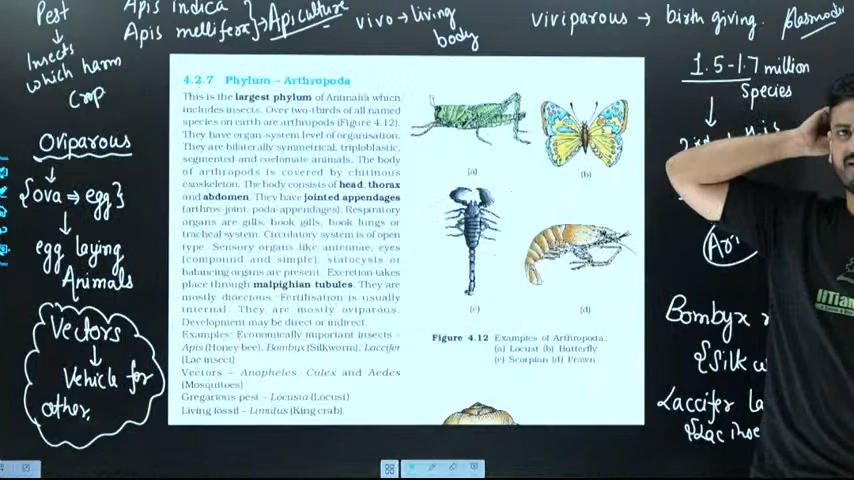 Pest
Insects
which harm
Crop
Apis indica
Apis mellifera}→Apiculture
vivo → living
body
viviparous → birth giving.
1.5-1.7 million
Species
Oviparous
{ova ⇒ egg}
egg laying
Animals
Vectors
Vehicle for
other,
4.2.7 Phylum – Arthropoda
This is the largest phylum of Animalia which
includes insects. Over two-thirds of all named
species on earth are arthropods (Figure 4.12).
They have organ-system level of organisation.
They are bilaterally symmetrical, triploblastic,
segmented and coelomate animals. The body
of arthropods is covered by chitinous
exoskeleton. The body consists of head, thorax
and abdomen. They have jointed appendages
(arthros-joint, poda-appendages). Respiratory
organs are gills, book gills, book lungs or
tracheal system. Circulatory system is of open
type. Sensory organs like antennae, eyes
(compound and simple), statocysts or
balancing organs are present. Excretion takes
place through malpighian tubules. They are
mostly dioecious. Fertilisation is usually
internal. They are mostly oviparous.
Development may be direct or indirect.
Examples: Economically important insects –
Apis (Honey bee), Bombyx (Silkworm), Laccifer
(Lac insect)
Vectors – Anopheles, Culex and Aedes
(Mosquitoes)
Gregarious pest – Locusta (Locust)
Living fossil – Limulus (King crab).
(a)
(b)
(c)
(d)
Figure 4.12 Examples of Arthropoda:
(a) Locust (b) Butterfly
(c) Scorpion (d) Prawn
Bombyx
{Silk
Laccifer
{Lac